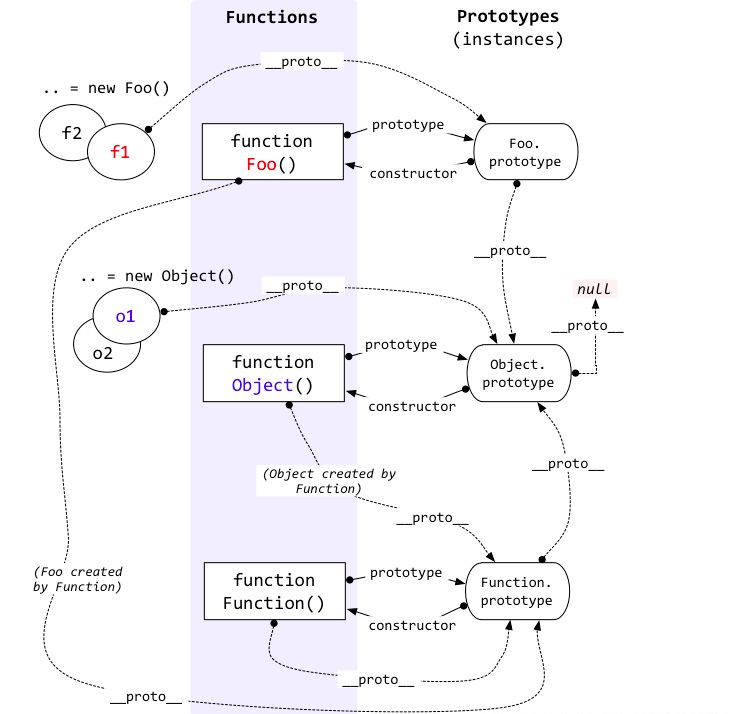 Functions
Prototypes
(instances)
__proto__
.. = new Foo()
f2
f1
function
Foo()
prototype
constructor
Foo.
prototype
__proto__
.. = new Object()
__proto__
null
__proto__
o1
o2
function
Object()
prototype
constructor
Object.
prototype
__proto__
(Object created by
Function)
__proto__
(Foo created
by Function)
function
Function()
prototype
constructor
Function.
prototype
__proto__
__proto__